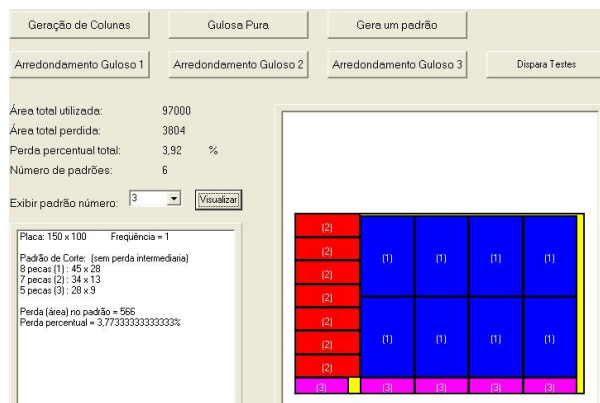 Geração de Colunas
Gulosa Pura
Gera um padrão
Arredondamento Guloso 1
Arredondamento Guloso 2
Arredondamento Guloso 3
Dispara Testes
Área total utilizada: 97000
Área total perdida: 3804
Perda percentual total: 3,92 %
Número de padrões: 6
Exibir padrão número: 3 Visualizar
Placa: 150 x 100 Freqüência = 1
Padrão de Corte: (sem perda intermediaria)
8 pecas (1) : 45 x 28
7 pecas (2) : 34 x 13
5 pecas (3) : 28 x 9
Perda (área) no padrão = 566
Perda percentual = 3,77333333333333%
(2)
(2)
(2)
(2)
(2)
(2)
(2)
(1) (1) (1) (1)
(1) (1) (1) (1)
(3) (3) (3) (3) (3)